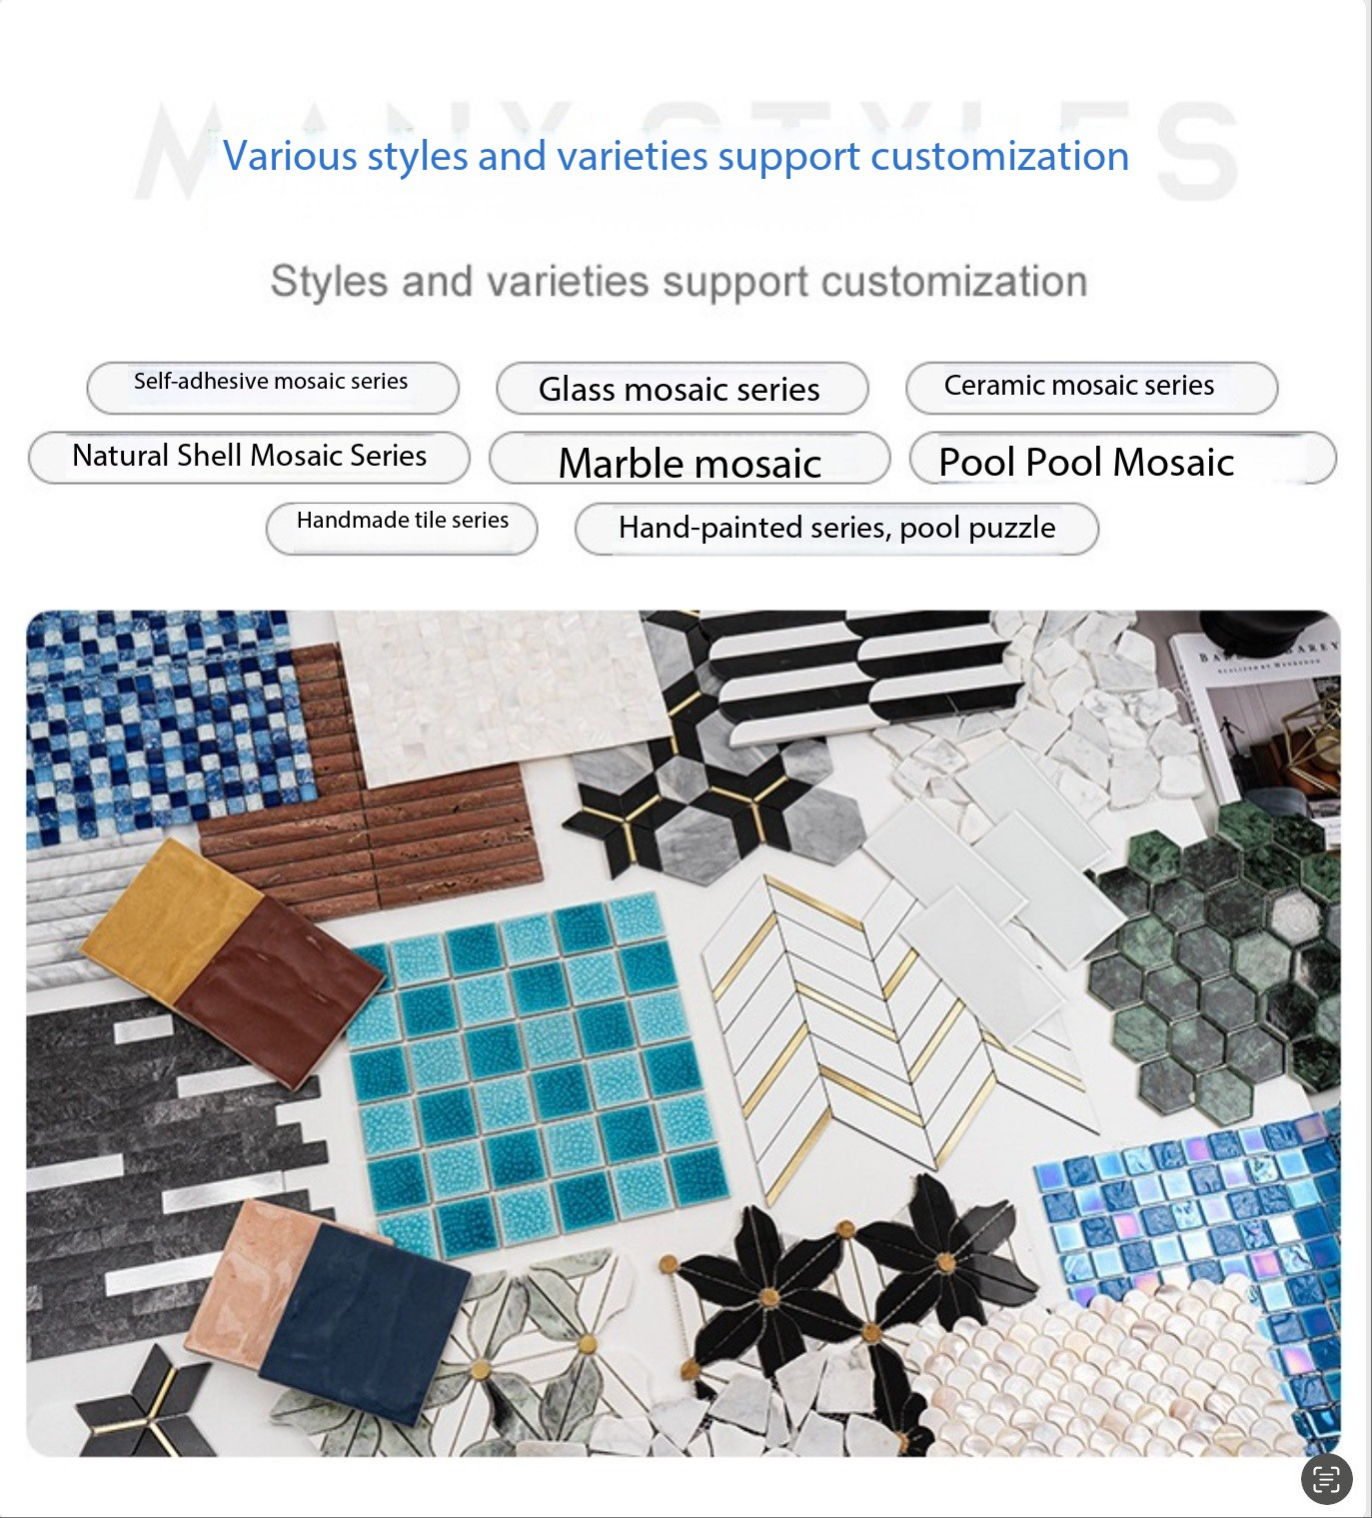 MANY STYLES
Various styles and varieties support customization
Styles and varieties support customization
Self-adhesive mosaic series
Glass mosaic series
Ceramic mosaic series
Natural Shell Mosaic Series
Marble mosaic
Pool Pool Mosaic
Handmade tile series
Hand-painted series, pool puzzle